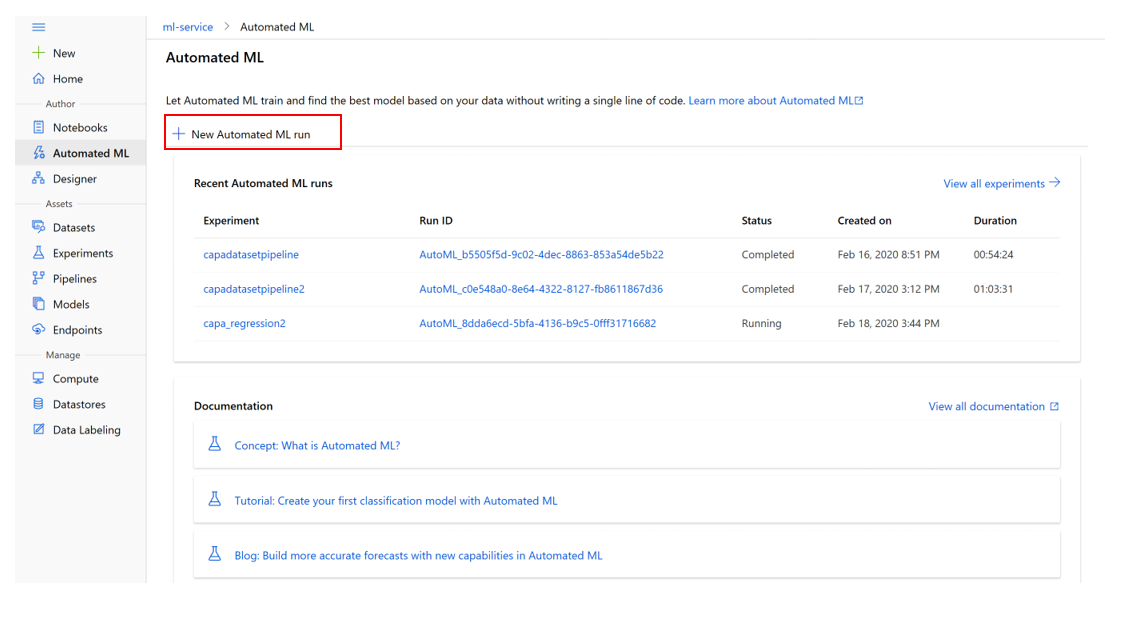 ml-service > Automated ML
New
Home
Author
Notebooks
Automated ML
Designer
Assets
Datasets
Experiments
Pipelines
Models
Endpoints
Manage
Compute
Datastores
Data Labeling
Automated ML
Let Automated ML train and find the best model based on your data without writing a single line of code. Learn more about Automated ML
New Automated ML run
Recent Automated ML runs View all experiments
Experiment Run ID Status Created on Duration
capadatasetpipeline AutoML_b5505f5d-9c02-4dec-8863-853a54de5b22 Completed Feb 16, 2020 8:51 PM 00:54:24
capadatasetpipeline2 AutoML_c0e548a0-8e64-4322-8127-fb8611867d36 Completed Feb 17, 2020 3:12 PM 01:03:31
capa_regression2 AutoML_8dda6ecd-5bfa-4136-b9c5-0fff31716682 Running Feb 18, 2020 3:44 PM
Documentation View all documentation
Concept: What is Automated ML?
Tutorial: Create your first classification model with Automated ML
Blog: Build more accurate forecasts with new capabilities in Automated ML